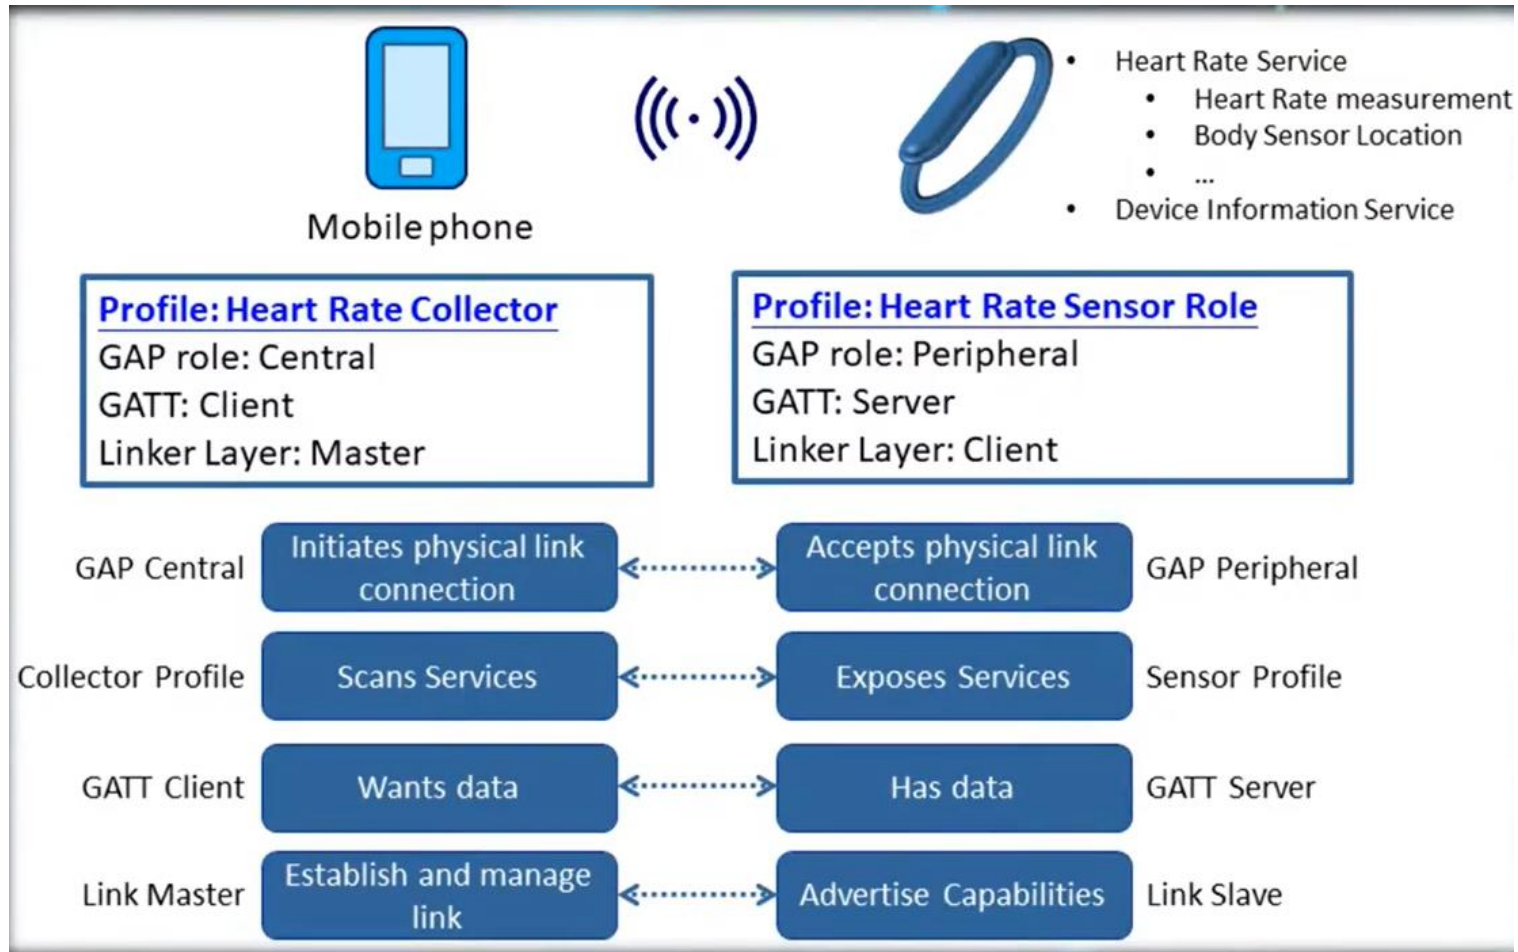 Mobile phone
• Heart Rate Service
• Heart Rate measurement
• Body Sensor Location
• ...
• Device Information Service
Profile: Heart Rate Collector
GAP role: Central
GATT: Client
Linker Layer: Master
Profile: Heart Rate Sensor Role
GAP role: Peripheral
GATT: Server
Linker Layer: Client
GAP Central
Initiates physical link
connection
Accepts physical link
connection
GAP Peripheral
Collector Profile
Scans Services
Exposes Services
Sensor Profile
GATT Client
Wants data
Has data
GATT Server
Link Master
Establish and manage
link
Advertise Capabilities
Link Slave